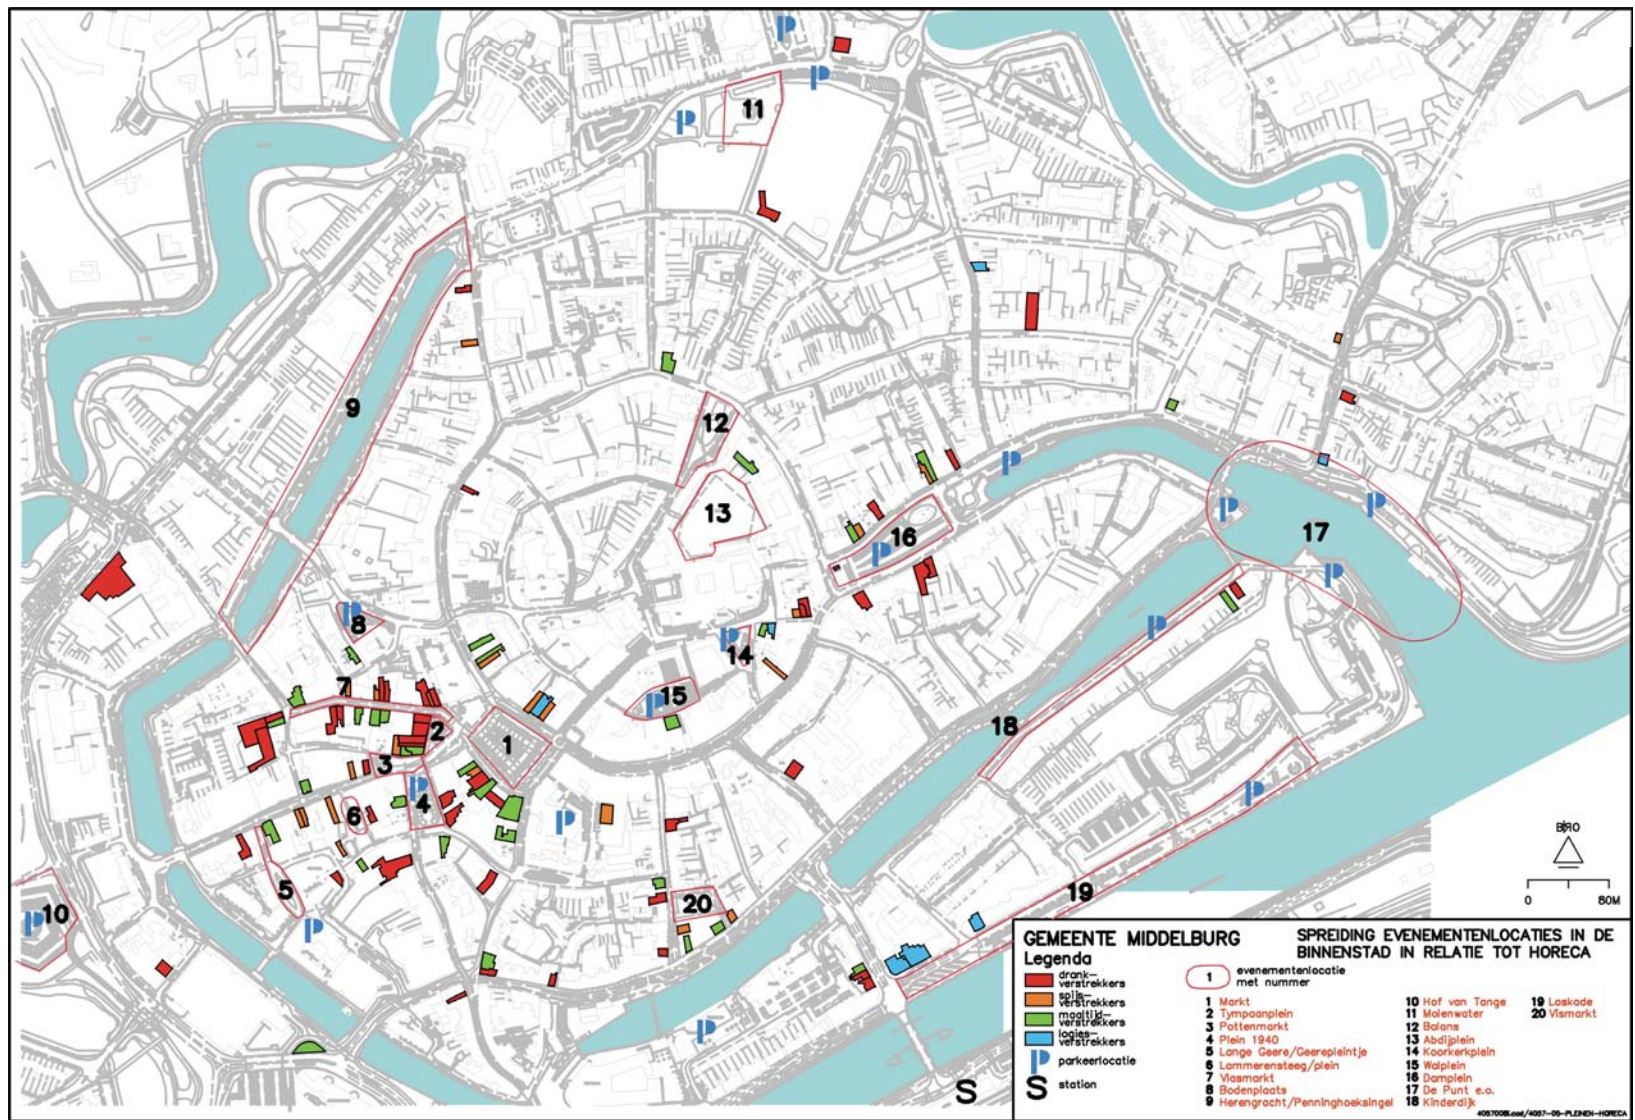 P
P
P
11
9
12
13
P
P
P
17
16
P
P
P
P
8
P
14
7
15
P
2
1
18
3
P
4
P
6
P
BÜRO
5
19
0 80M
10
P
P
20
P
S
GEMEENTE MIDDELBURG
SPREIDING EVENEMENTENLOCATIES IN DE
BINNENSTAD IN RELATIE TOT HORECA
Legenda
drank-
verstrekkers
spijs-
verstrekkers
maaltijd-
verstrekkers
logies-
verstrekkers
P parkeerlocatie
S station
1 evenementenlocatie
met nummer
1 Markt
2 Tympaanplein
3 Pottenmarkt
4 Plein 1940
5 Lange Geere/Geerepleintje
6 Lammerensteeg/plein
7 Vlasmarkt
8 Bodenplaats
9 Herengracht/Penninghoeksingel
10 Hof van Tange
11 Molenwater
12 Balans
13 Abdijplein
14 Koorkerkplein
15 Walplein
16 Damplein
17 De Punt e.o.
18 Kinderdijk
19 Loskade
20 Vismarkt